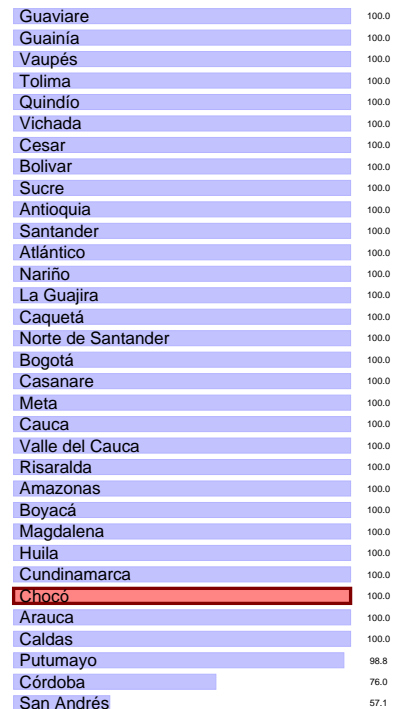 Guaviare 100.0
Guainía 100.0
Vaupés 100.0
Tolima 100.0
Quindío 100.0
Vichada 100.0
Cesar 100.0
Bolivar 100.0
Sucre 100.0
Antioquia 100.0
Santander 100.0
Atlántico 100.0
Nariño 100.0
La Guajira 100.0
Caquetá 100.0
Norte de Santander 100.0
Bogotá 100.0
Casanare 100.0
Meta 100.0
Cauca 100.0
Valle del Cauca 100.0
Risaralda 100.0
Amazonas 100.0
Boyacá 100.0
Magdalena 100.0
Huila 100.0
Cundinamarca 100.0
Chocó 100.0
Arauca 100.0
Caldas 100.0
Putumayo 98.8
Córdoba 76.0
San Andrés 57.1